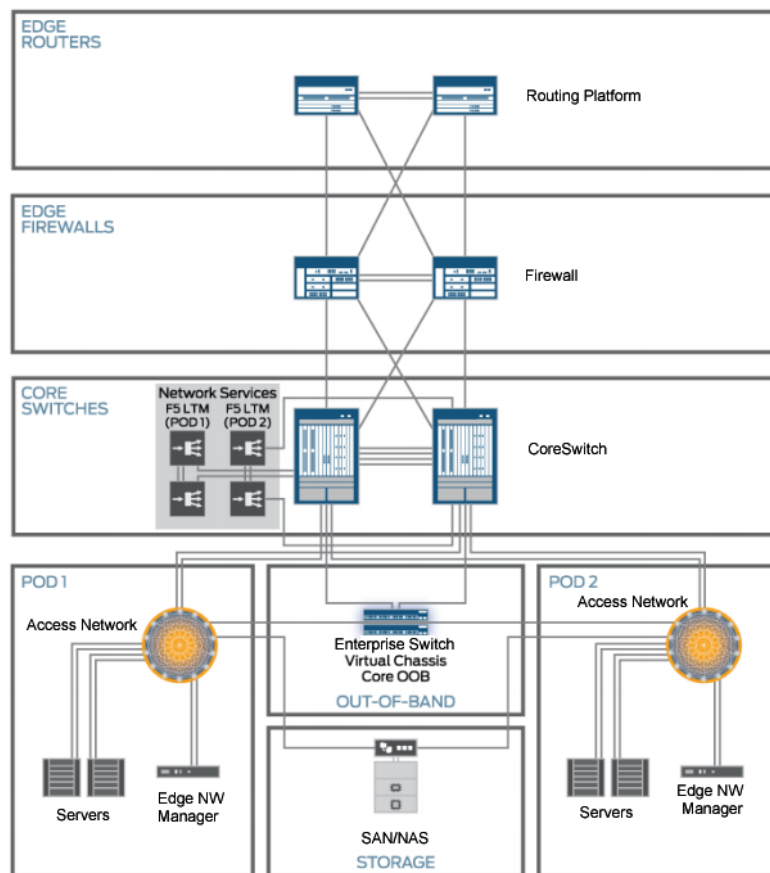 EDGE
ROUTERS
Routing Platform
EDGE
FIREWALLS
Firewall
CORE
SWITCHES
Network Services
F5 LTM
(POD 1)
F5 LTM
(POD 2)
CoreSwitch
POD 1
Access Network
Servers
Edge NW
Manager
Enterprise Switch
Virtual Chassis
Core OOB
OUT-OF-BAND
SAN/NAS
STORAGE
POD 2
Access Network
Servers
Edge NW
Manager